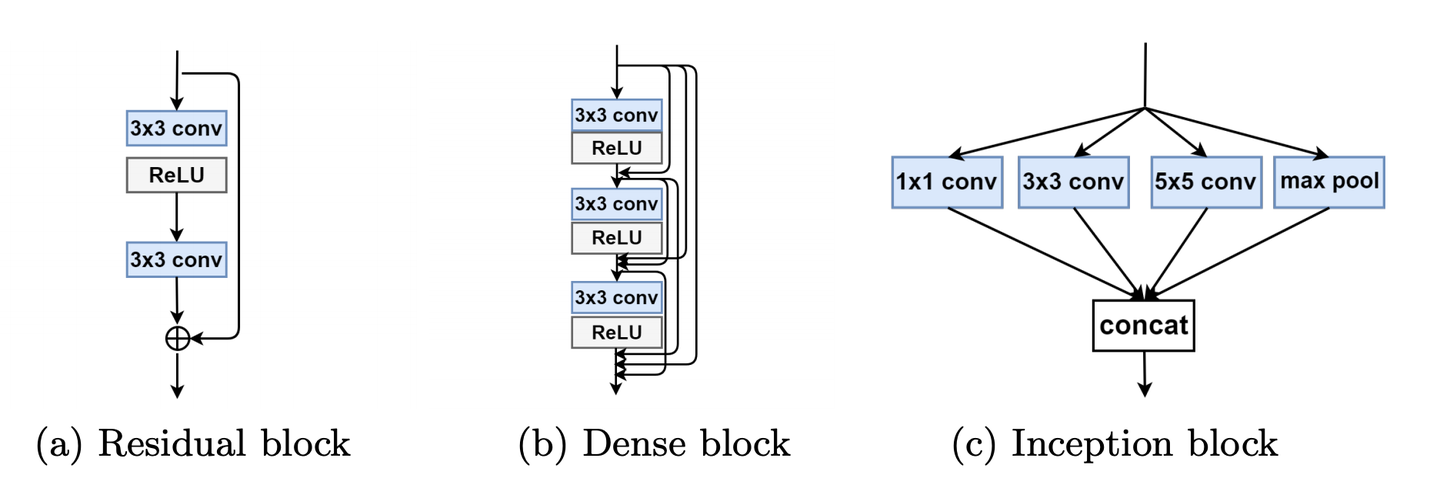 3x3 conv
ReLU
3x3 conv
(a) Residual block
3x3 conv
ReLU
3x3 conv
ReLU
3x3 conv
ReLU
(b) Dense block
1x1 conv
3x3 conv
5x5 conv
max pool
concat
(c) Inception block